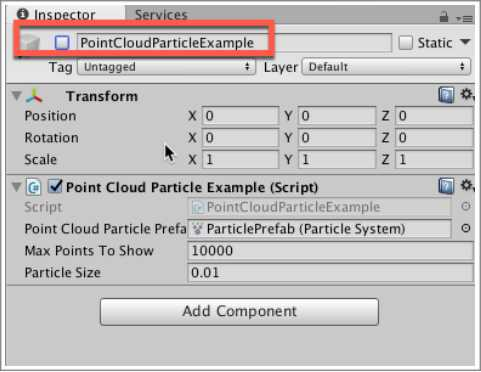 Inspector Services
PointCloudParticleExample Static
Tag Untagged Layer Default
Transform
Position X 0 Y 0 Z 0
Rotation X 0 Y 0 Z 0
Scale X 1 Y 1 Z 1
Point Cloud Particle Example (Script)
Script PointCloudParticleExample
Point Cloud Particle Prefa ParticlePrefab (Particle System)
Max Points To Show 10000
Particle Size 0.01
Add Component